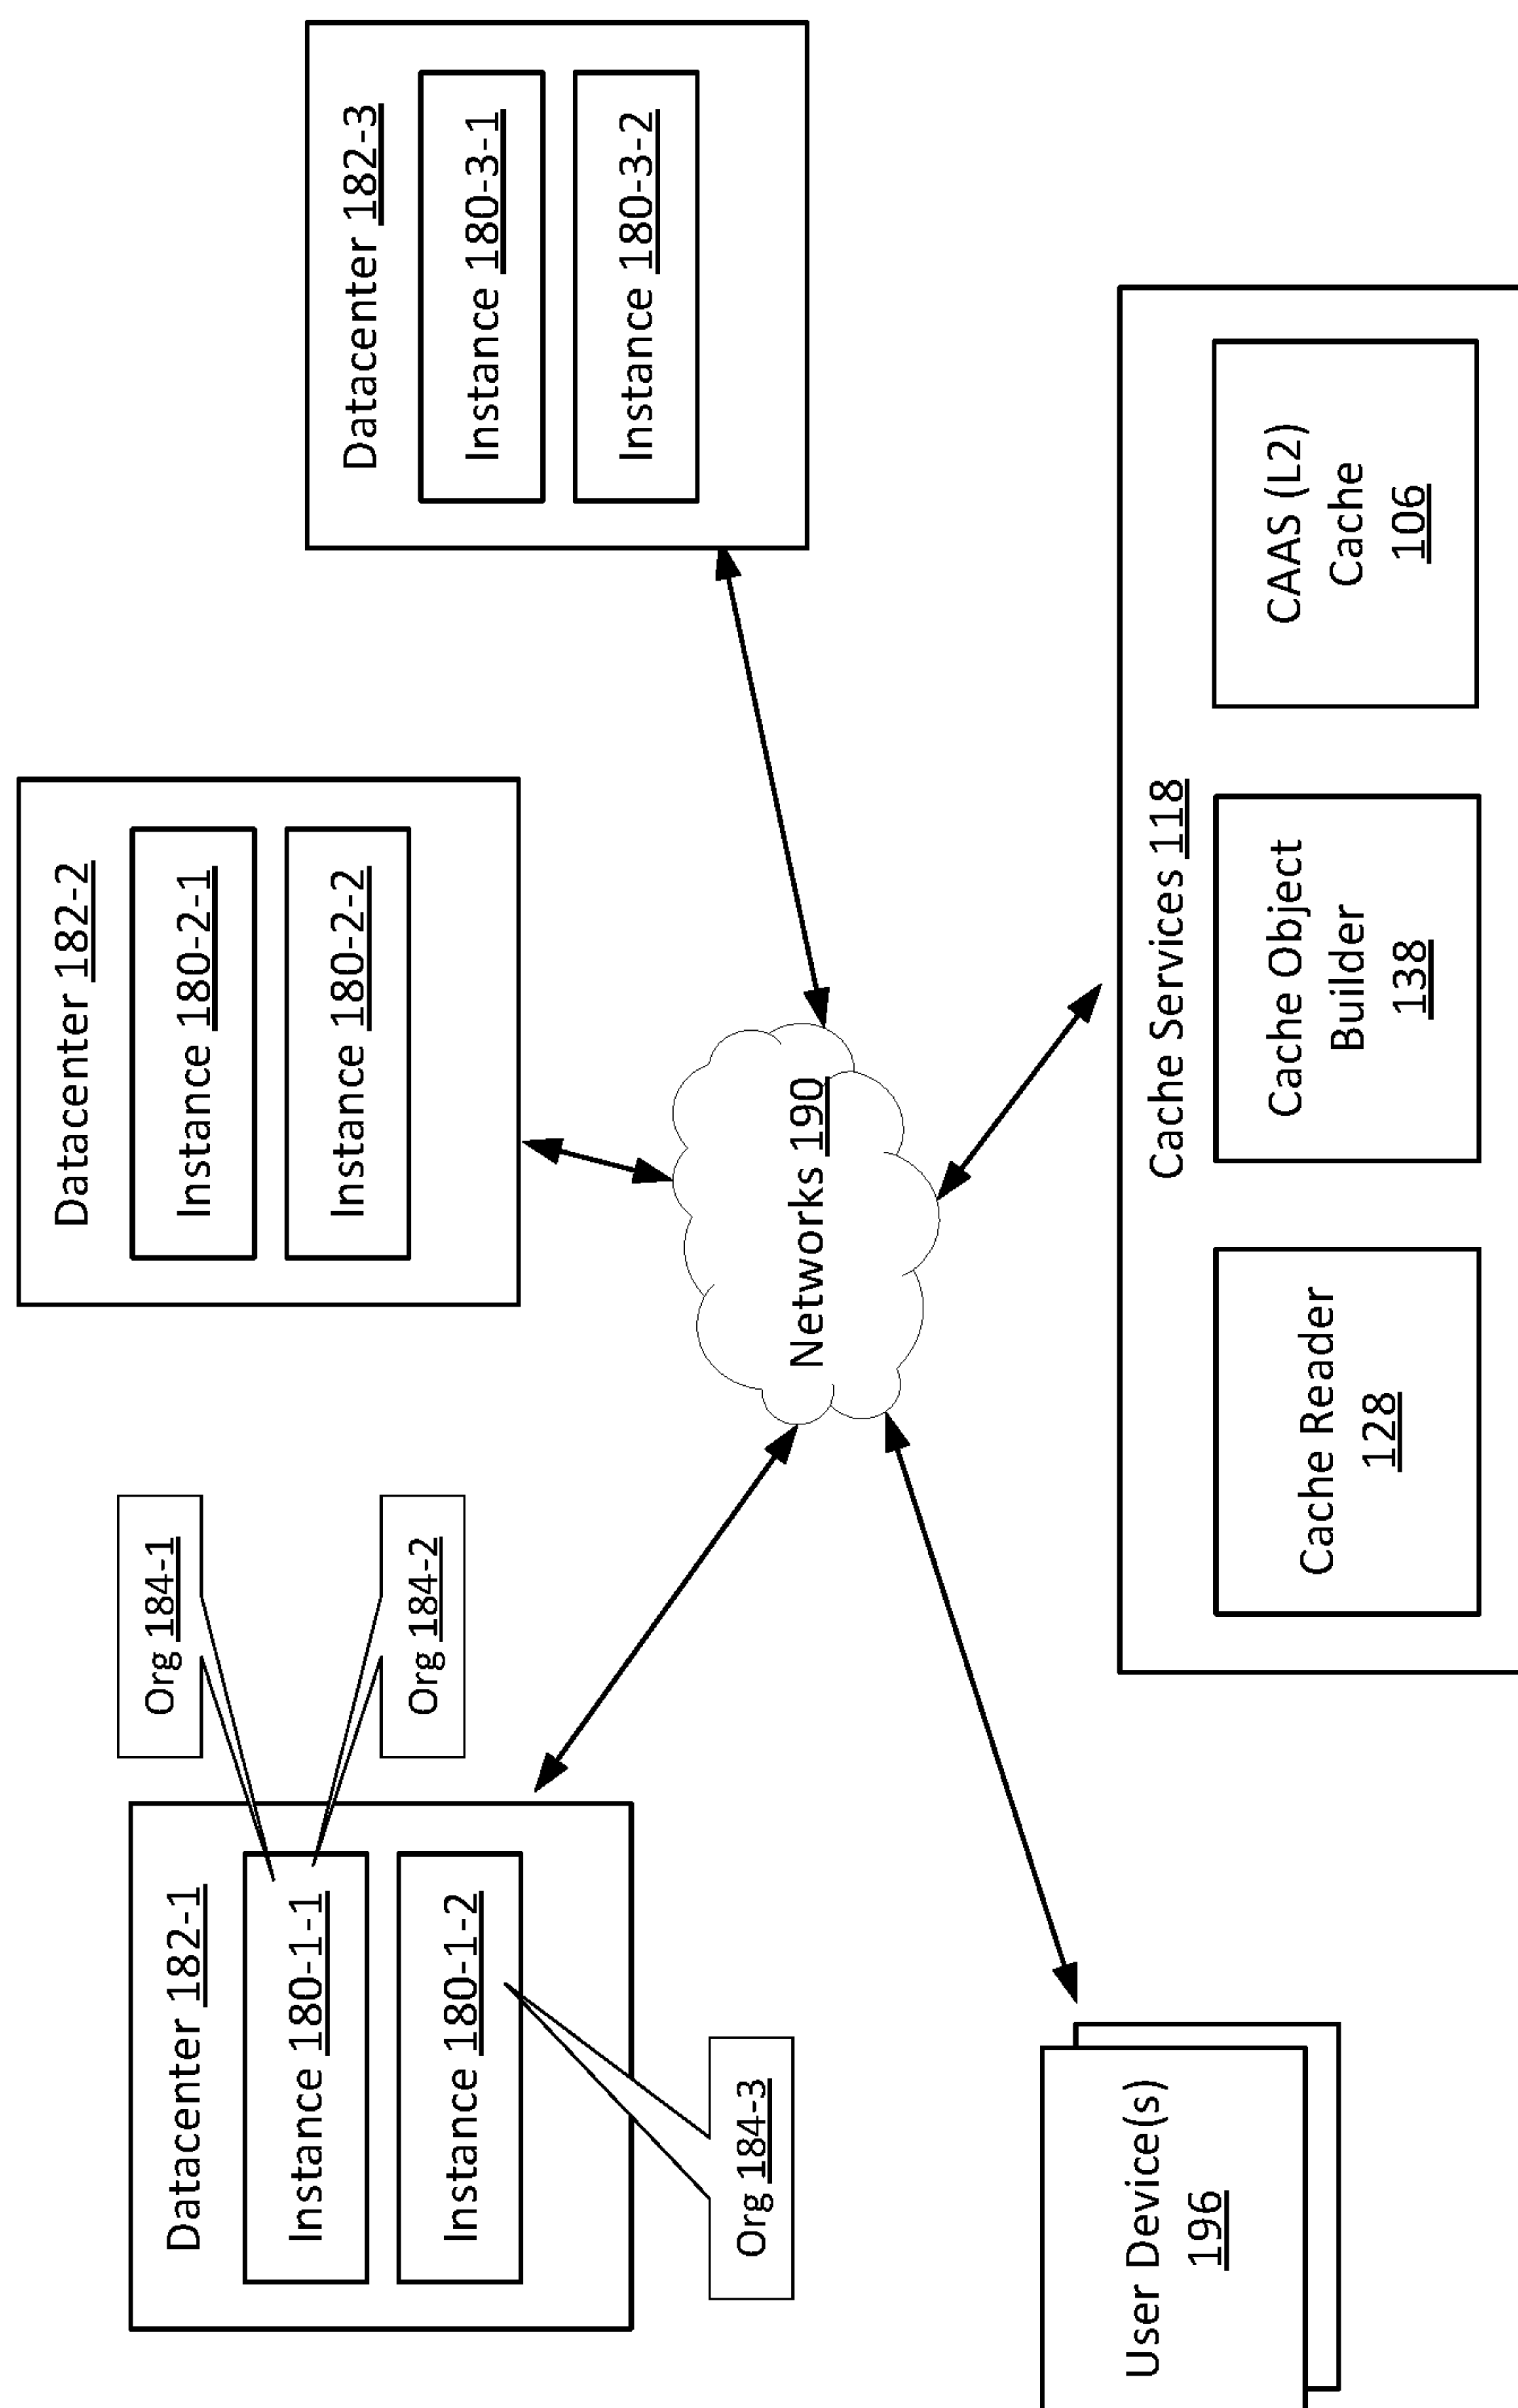 Datacenter 182-1
Instance 180-1-1
Instance 180-1-2
Org 184-1
Org 184-2
Org 184-3
Datacenter 182-2
Instance 180-2-1
Instance 180-2-2
Datacenter 182-3
Instance 180-3-1
Instance 180-3-2
Networks 190
User Device(s)
196
Cache Services 118
Cache Reader
128
Cache Object
Builder
138
CAAS (L2)
Cache
106